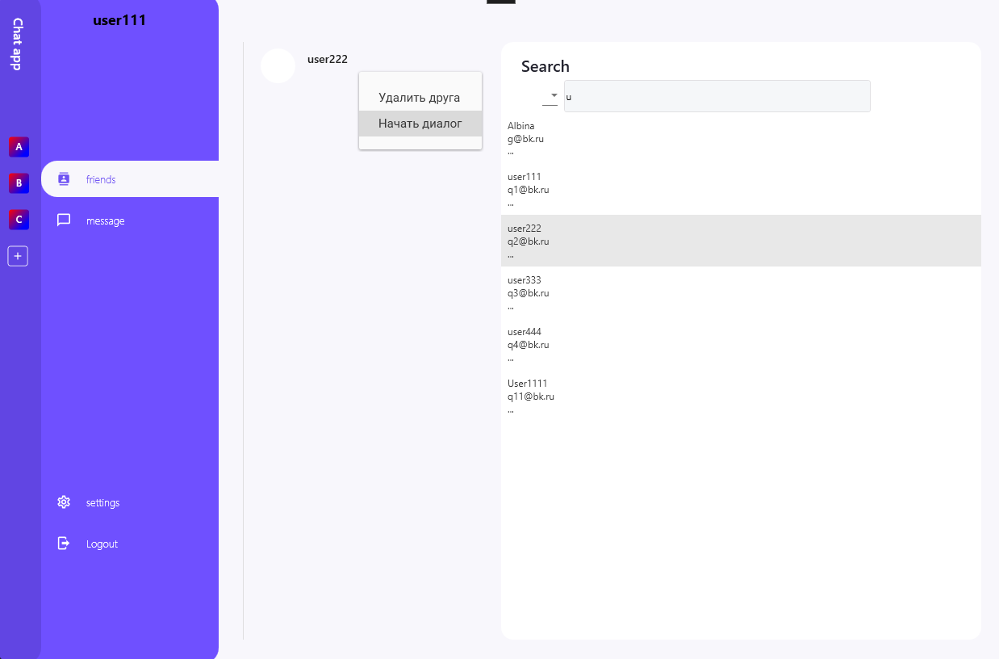 Chat app
user111
A
B
C
friends
message
settings
Logout
user222
Удалить друга
Начать диалог
Search
u
Albina
g@bk.ru
...
user111
q1@bk.ru
...
user222
q2@bk.ru
...
user333
q3@bk.ru
...
user444
q4@bk.ru
...
User1111
q11@bk.ru
...